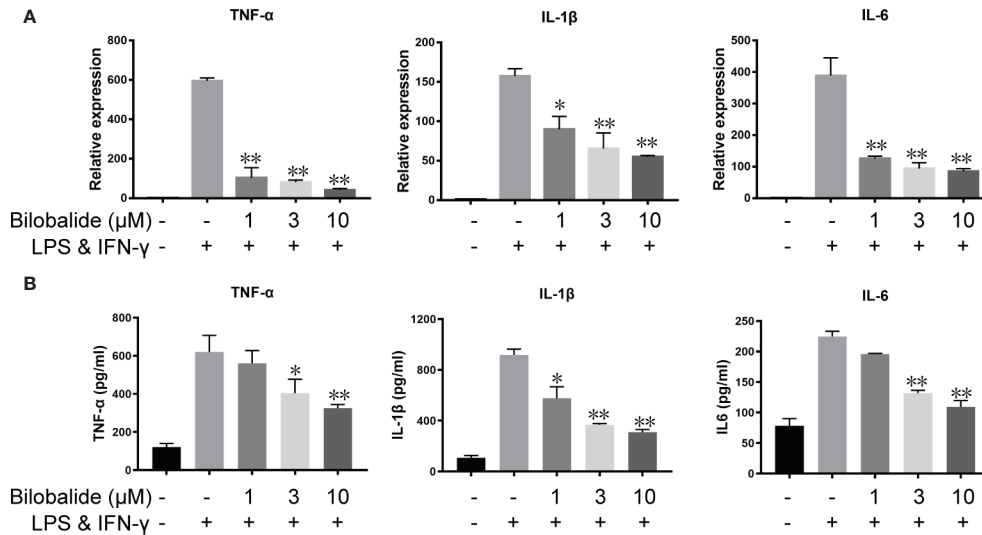 A
TNF-α
IL-1β
IL-6
Relative expression
800
600
400
200
0
** ** **
Relative expression
200
150
100
50
0
* ** **
Relative expression
500
400
300
200
100
0
** ** **
Bilobalide (μM) - - 1 3 10 - - 1 3 10 - - 1 3 10
LPS & IFN-γ - + + + + - + + + + - + + + +
B
TNF-α
IL-1β
IL-6
TNF-α (pg/ml)
800
600
400
200
0
* **
IL-1β (pg/ml)
1200
800
400
0
* ** **
IL6 (pg/ml)
250
200
150
100
50
0
** **
Bilobalide (μM) - - 1 3 10 - - 1 3 10 - - 1 3 10
LPS & IFN-γ - + + + + - + + + + - + + + +